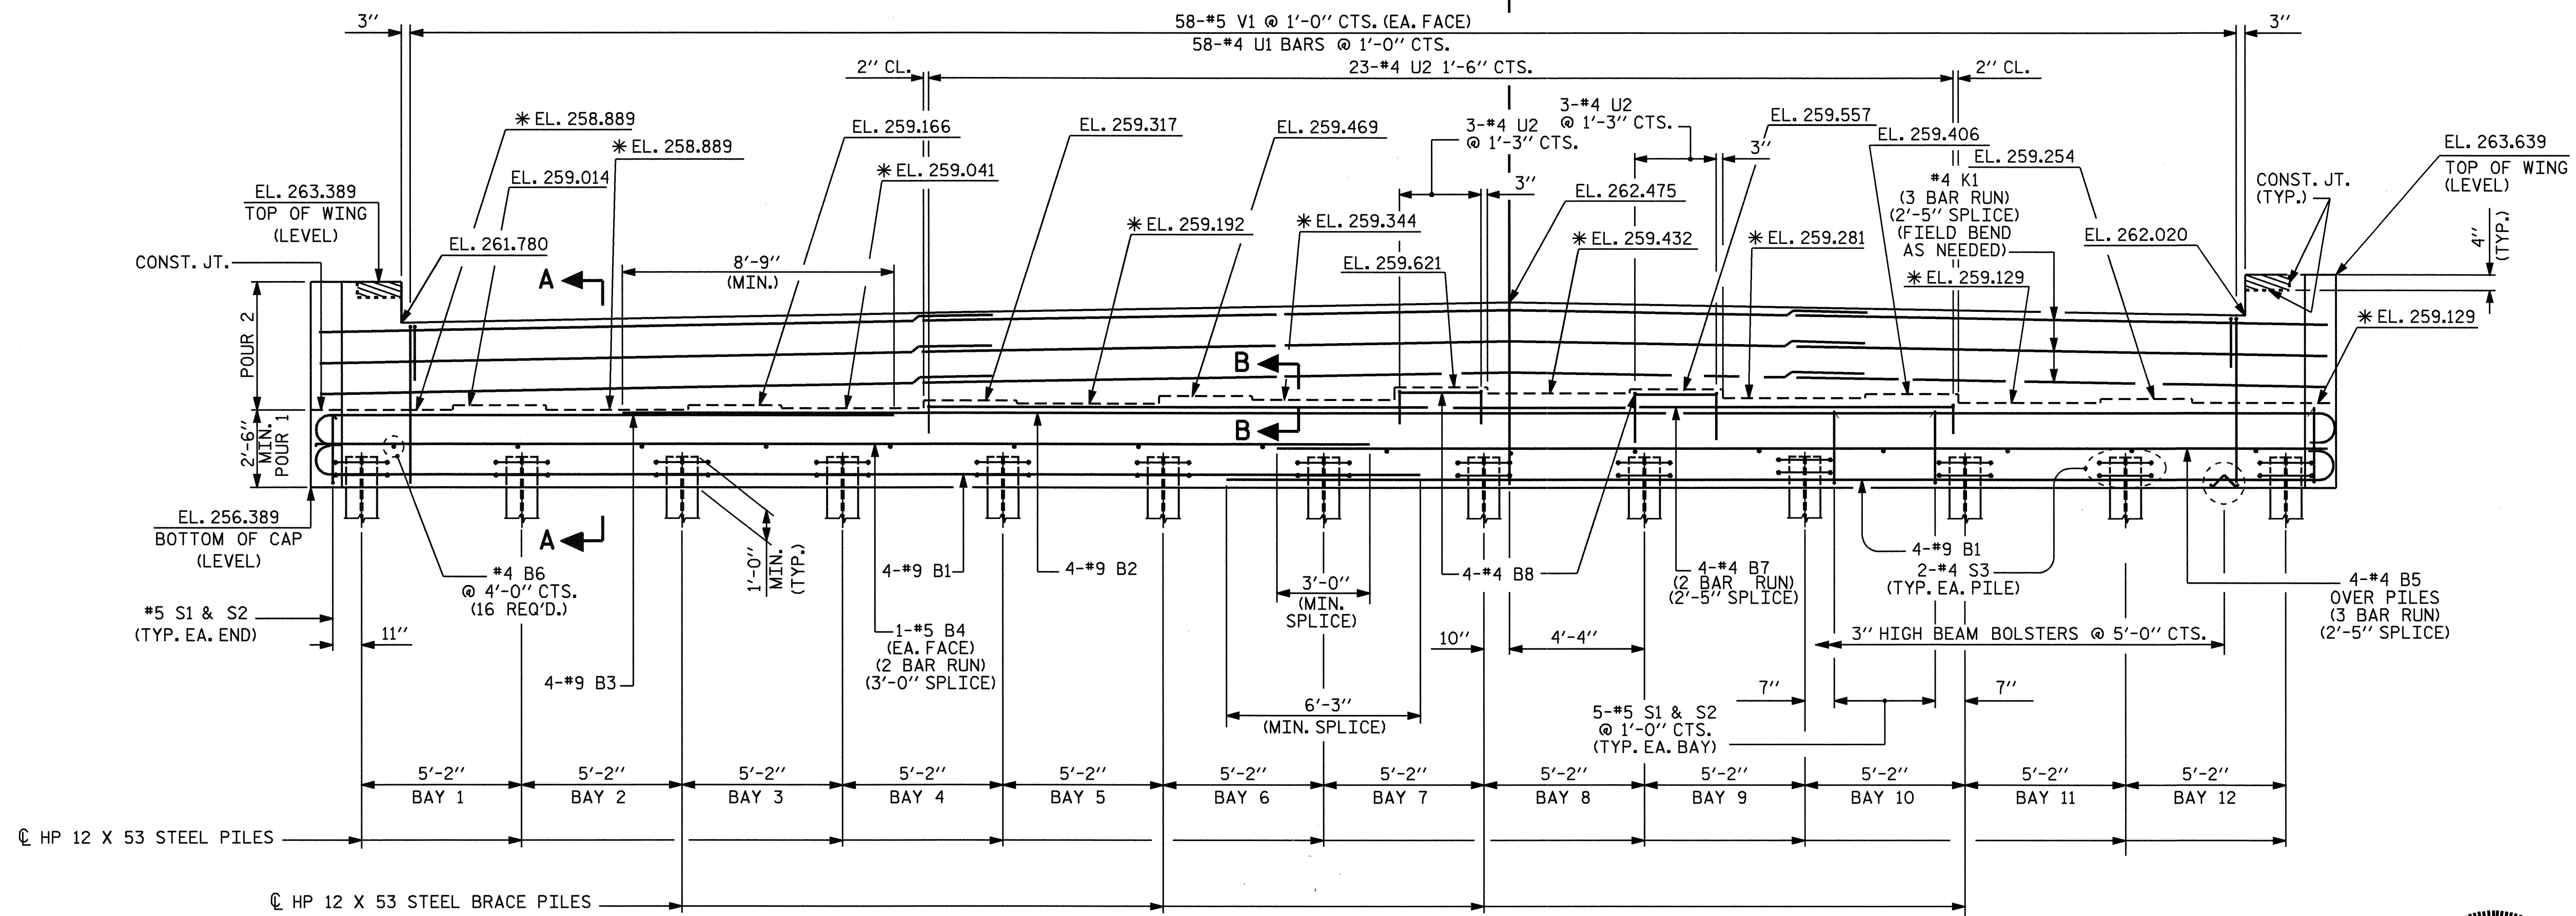 3"
58-#5 V1 @ 1'-0" CTS. (EA. FACE)
58-#4 U1 BARS @ 1'-0" CTS.
3"
2" CL.
23-#4 U2 1'-6" CTS.
2" CL.
✳ EL. 258.889
✳ EL. 258.889
EL. 259.014
EL. 259.166
✳ EL. 259.041
EL. 259.317
✳ EL. 259.192
EL. 259.469
✳ EL. 259.344
3-#4 U2
@ 1'-3" CTS.
3"
3-#4 U2
@ 1'-3" CTS.
3"
EL. 259.557
EL. 259.406
EL. 259.254
EL. 262.475
✳ EL. 259.432
EL. 259.621
✳ EL. 259.281
#4 K1
(3 BAR RUN)
(2'-5" SPLICE)
(FIELD BEND
AS NEEDED)
✳ EL. 259.129
EL. 262.020
CONST. JT.
(TYP.)
EL. 263.639
TOP OF WING
(LEVEL)
4"
(TYP.)
✳ EL. 259.129
EL. 263.389
TOP OF WING
(LEVEL)
EL. 261.780
CONST. JT.
8'-9"
(MIN.)
A
B
B
A
POUR 2
2'-6"
MIN.
POUR 1
EL. 256.389
BOTTOM OF CAP
(LEVEL)
#4 B6
@ 4'-0" CTS.
(16 REQ'D.)
#5 S1 & S2
(TYP. EA. END)
11"
1'-0"
MIN.
(TYP.)
4-#9 B3
4-#9 B1
1-#5 B4
(EA. FACE)
(2 BAR RUN)
(3'-0" SPLICE)
4-#9 B2
3'-0"
(MIN.
SPLICE)
6'-3"
(MIN. SPLICE)
4-#4 B8
10"
4'-4"
4-#4 B7
(2 BAR RUN)
(2'-5" SPLICE)
4-#9 B1
2-#4 S3
(TYP. EA. PILE)
3" HIGH BEAM BOLSTERS @ 5'-0" CTS.
4-#4 B5
OVER PILES
(3 BAR RUN)
(2'-5" SPLICE)
7"
7"
5-#5 S1 & S2
@ 1'-0" CTS.
(TYP. EA. BAY)
5'-2" 5'-2" 5'-2" 5'-2" 5'-2" 5'-2" 5'-2" 5'-2" 5'-2" 5'-2" 5'-2" 5'-2"
BAY 1 BAY 2 BAY 3 BAY 4 BAY 5 BAY 6 BAY 7 BAY 8 BAY 9 BAY 10 BAY 11 BAY 12
℄ HP 12 X 53 STEEL PILES
℄ HP 12 X 53 STEEL BRACE PILES